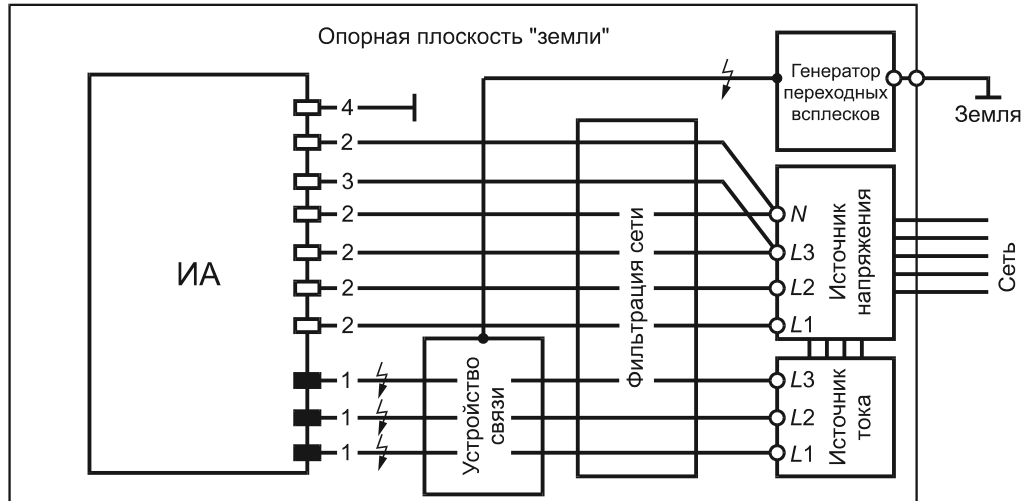 Опорная плоскость "земли"
Генератор
переходных
всплесков
Земля
ИА
4
2
3
2
2
2
2
1
1
1
Устройство
связи
Фильтрация сети
N
L3
L2
L1
Источник
напряжения
Сеть
L3
L2
L1
Источник
тока